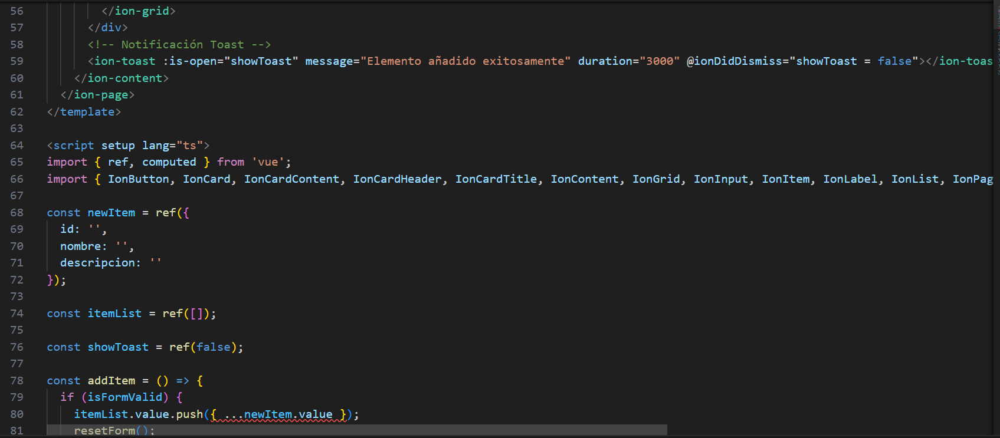 56 </ion-grid>
57 </div>
58 <!-- Notificación Toast -->
59 <ion-toast :is-open="showToast" message="Elemento añadido exitosamente" duration="3000" @ionDidDismiss="showToast = false"></ion-toas
60 </ion-content>
61 </ion-page>
62 </template>
63
64 <script setup lang="ts">
65 import { ref, computed } from 'vue';
66 import { IonButton, IonCard, IonCardContent, IonCardHeader, IonCardTitle, IonContent, IonGrid, IonInput, IonItem, IonLabel, IonList, IonPag
67
68 const newItem = ref({
69 id: '',
70 nombre: '',
71 descripcion: ''
72 });
73
74 const itemList = ref([]);
75
76 const showToast = ref(false);
77
78 const addItem = () => {
79 if (isFormValid) {
80 itemList.value.push({ ...newItem.value });
81 resetForm();